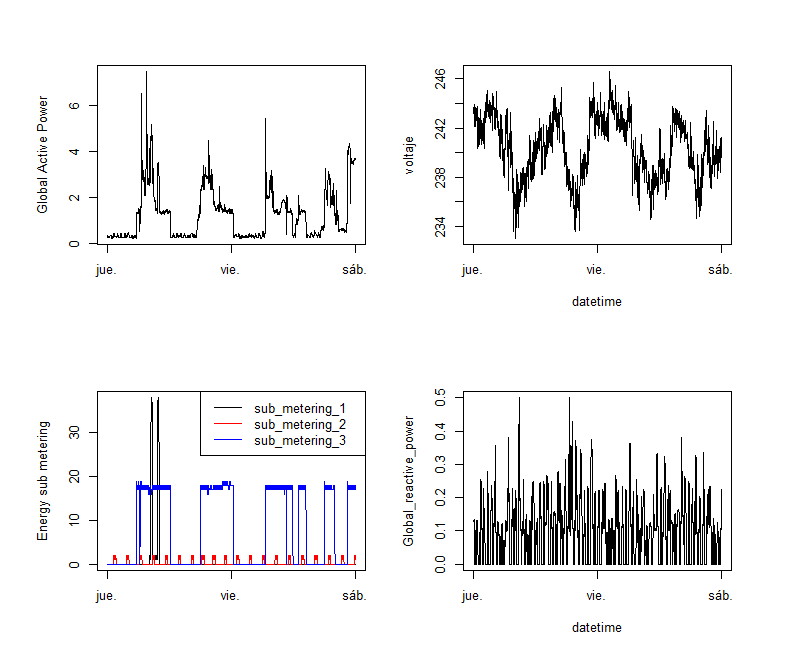 Global Active Power
6
4
2
0
jue.
vie.
sáb.
voltaje
246
242
238
234
jue.
vie.
sáb.
datetime
Energy sub metering
30
20
10
0
sub_metering_1
sub_metering_2
sub_metering_3
jue.
vie.
sáb.
Global_reactive_power
0.5
0.4
0.3
0.2
0.1
0.0
jue.
vie.
sáb.
datetime